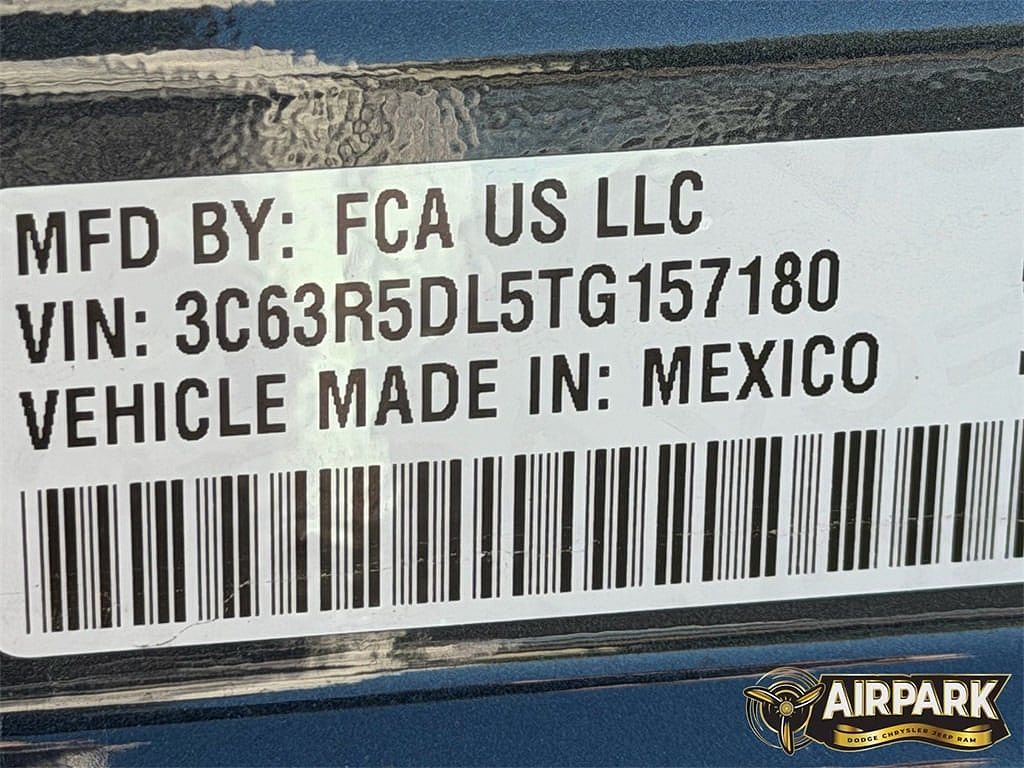 MFD BY: FCA US LLC
VIN: 3C63R5DL5TG157180
VEHICLE MADE IN: MEXICO
AIRPARK
DODGE CHRYSLER JEEP RAM